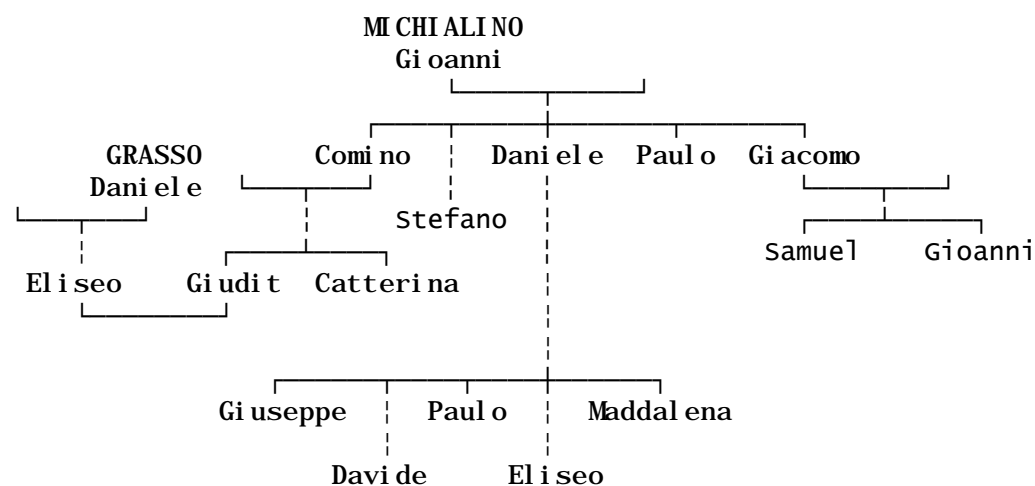 MICHIALINO
Gioanni
GRASSO Comino Daniele Paulo Giacomo
Daniele
Stefano
Samuel Gioanni
Eliseo Giudit Catterina
Giuseppe Paulo Maddalena
Davide Eliseo